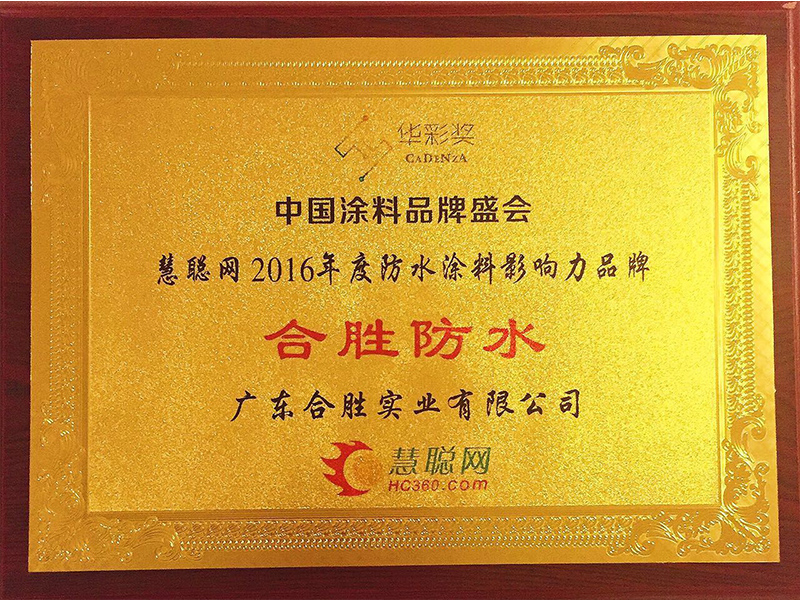 华彩奖
CADENZA
中国涂料品牌盛会
慧聪网2016年度防水涂料影响力品牌
合胜防水
广东合胜实业有限公司
慧聪网
HC360.com